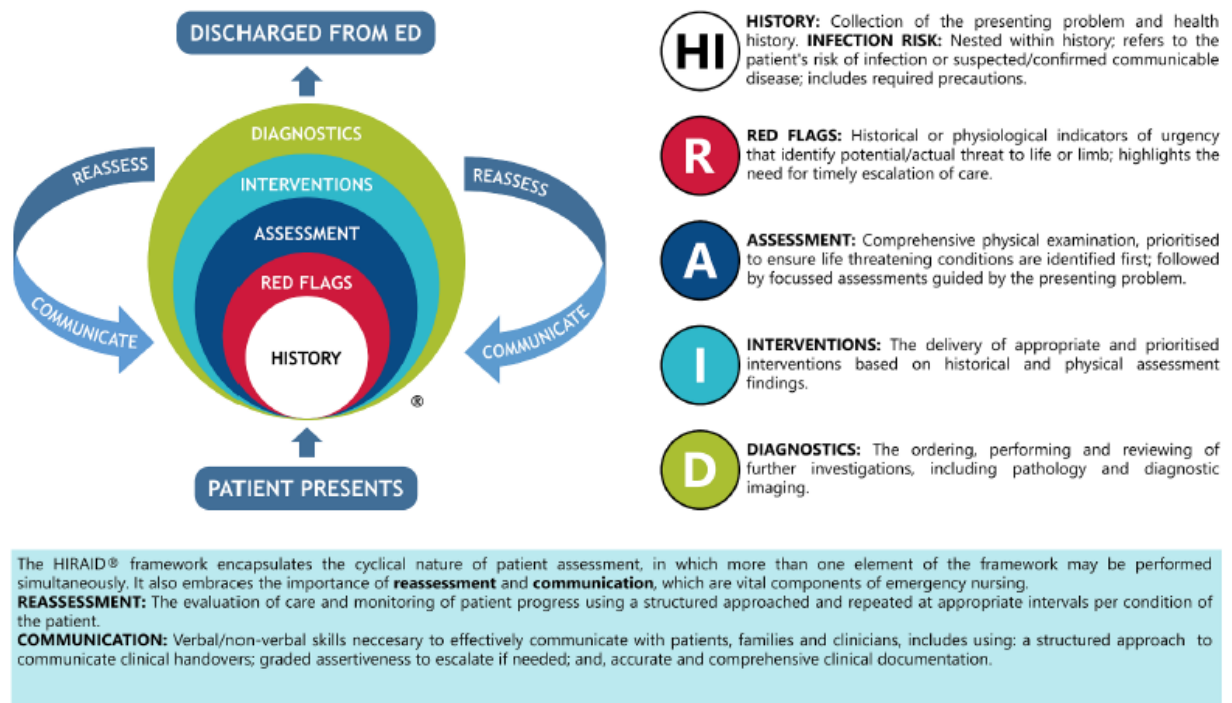 DISCHARGED FROM ED
DIAGNOSTICS
INTERVENTIONS
ASSESSMENT
RED FLAGS
HISTORY
REASSESS
COMMUNICATE
REASSESS
COMMUNICATE
®
PATIENT PRESENTS
HI
HISTORY: Collection of the presenting problem and health
history. INFECTION RISK: Nested within history; refers to the
patient's risk of infection or suspected/confirmed communicable
disease; includes required precautions.
R
RED FLAGS: Historical or physiological indicators of urgency
that identify potential/actual threat to life or limb; highlights the
need for timely escalation of care.
A
ASSESSMENT: Comprehensive physical examination, prioritised
to ensure life threatening conditions are identified first; followed
by focussed assessments guided by the presenting problem.
I
INTERVENTIONS: The delivery of appropriate and prioritised
interventions based on historical and physical assessment
findings.
D
DIAGNOSTICS: The ordering, performing and reviewing of
further investigations, including pathology and diagnostic
imaging.
The HIRAID® framework encapsulates the cyclical nature of patient assessment, in which more than one element of the framework may be performed
simultaneously. It also embraces the importance of reassessment and communication, which are vital components of emergency nursing.
REASSESSMENT: The evaluation of care and monitoring of patient progress using a structured approached and repeated at appropriate intervals per condition of
the patient.
COMMUNICATION: Verbal/non-verbal skills neccesary to effectively communicate with patients, families and clinicians, includes using: a structured approach to
communicate clinical handovers; graded assertiveness to escalate if needed; and, accurate and comprehensive clinical documentation.